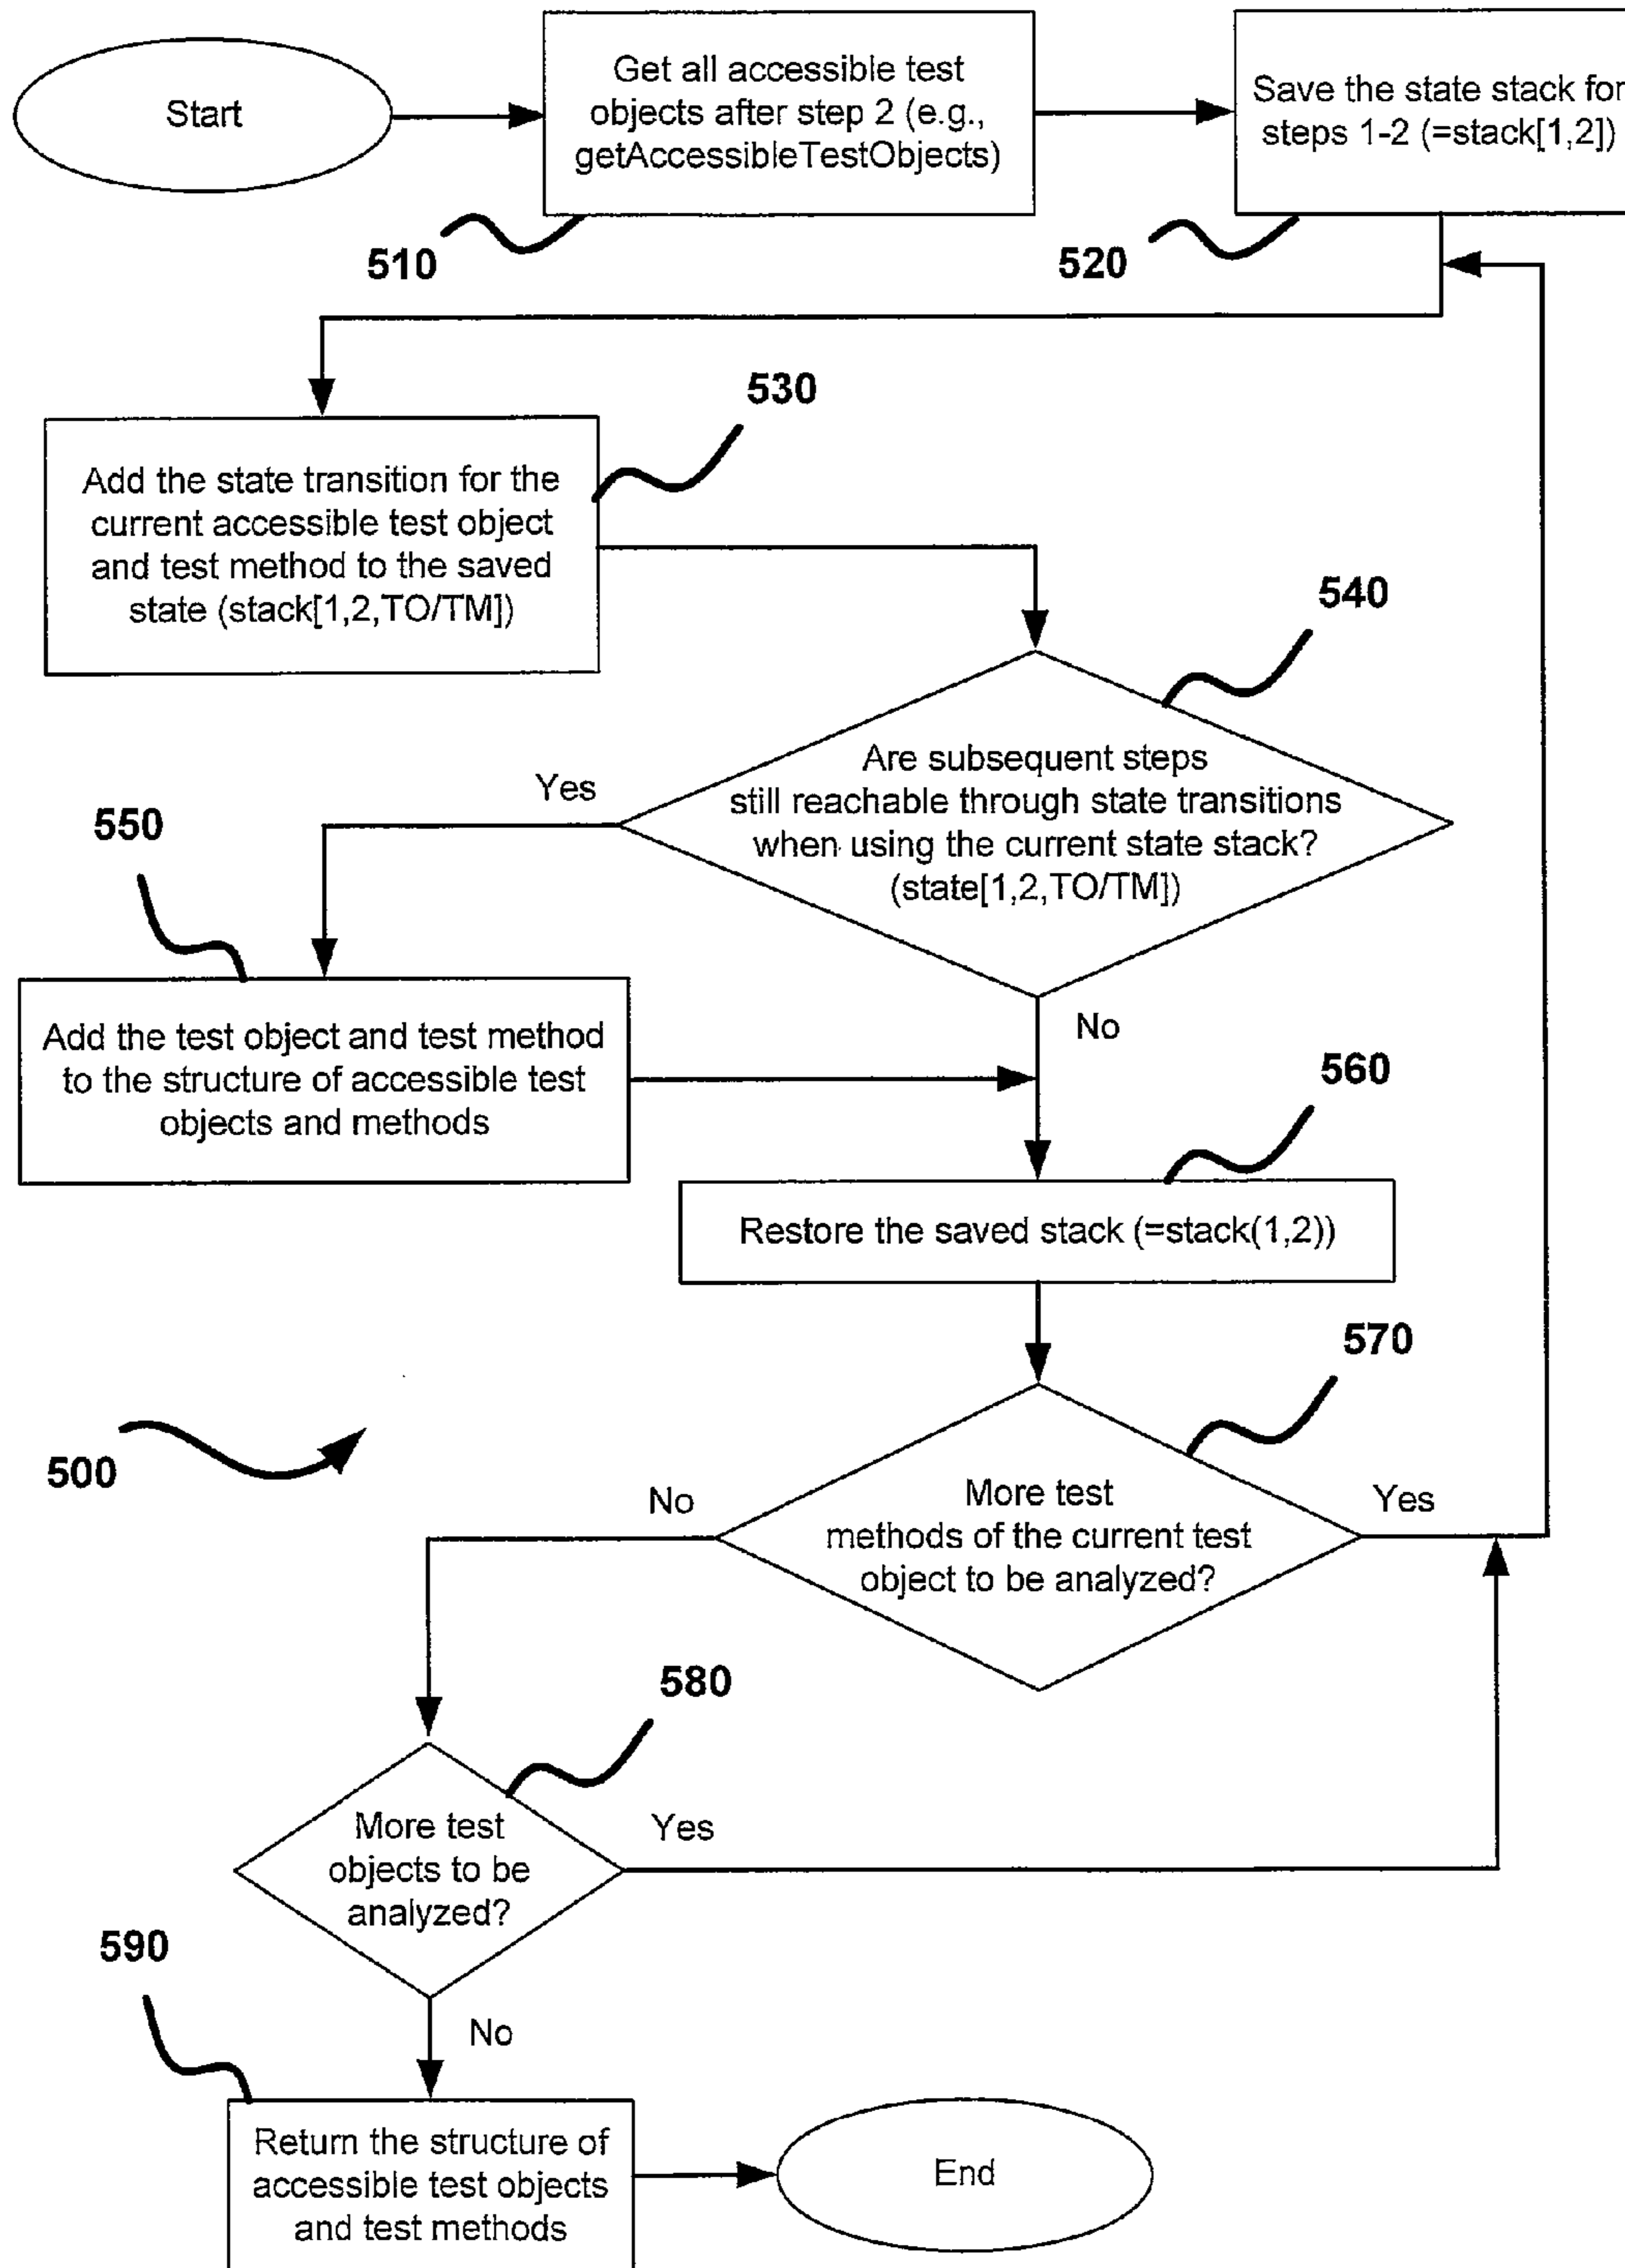 Start
Get all accessible test
objects after step 2 (e.g.,
getAccessibleTestObjects)
Save the state stack for
steps 1-2 (=stack[1,2])
510
520
530
Add the state transition for the
current accessible test object
and test method to the saved
state (stack[1,2,TO/TM])
540
Are subsequent steps
still reachable through state transitions
when using the current state stack?
(state[1,2,TO/TM])
Yes
550
No
Add the test object and test method
to the structure of accessible test
objects and methods
560
Restore the saved stack (=stack(1,2))
570
500
No
More test
methods of the current test
object to be analyzed?
Yes
580
More test
objects to be
analyzed?
Yes
590
No
Return the structure of
accessible test objects
and test methods
End